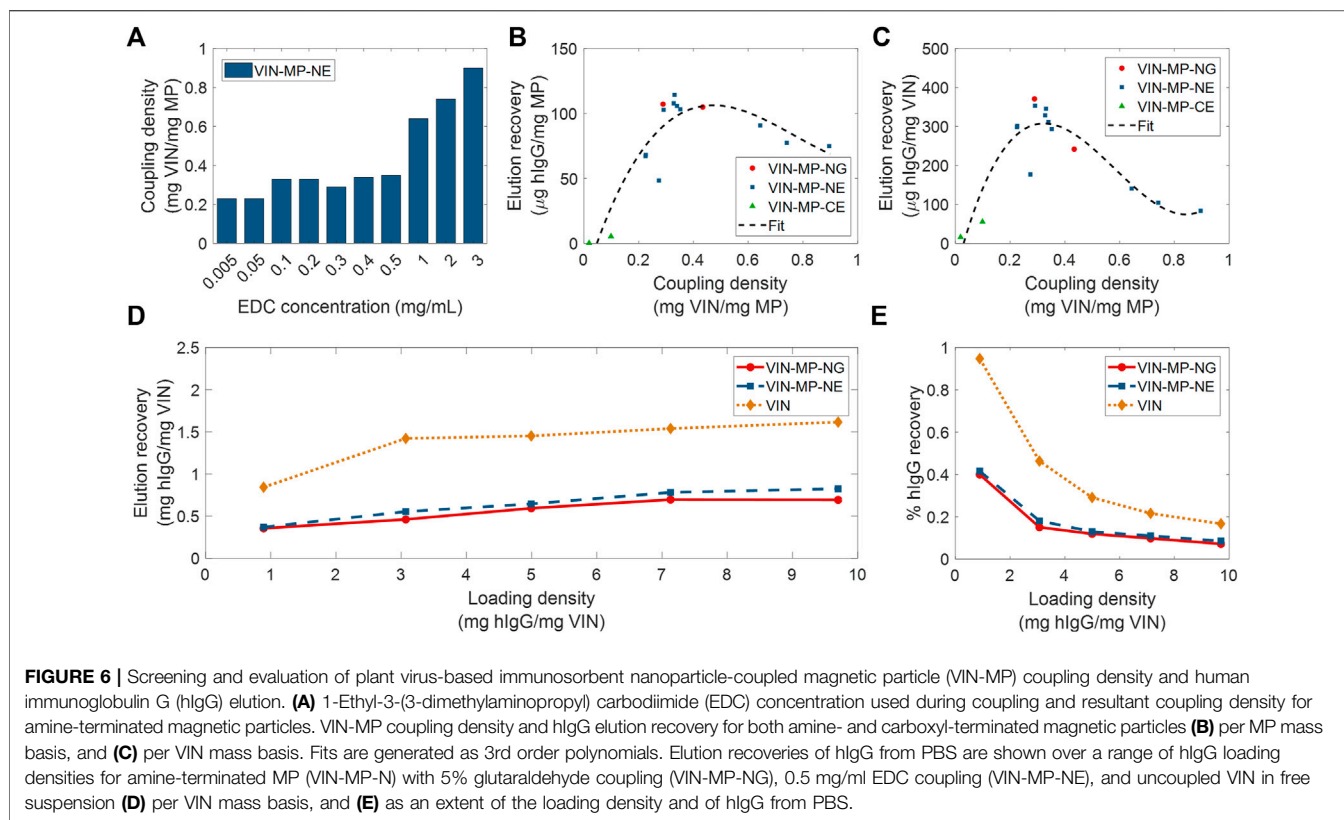 A
Coupling density
(mg VIN/mg MP)
1
0.8
0.6
0.4
0.2
0
VIN-MP-NE
0.005
0.05
0.1
0.2
0.3
0.4
0.5
1
2
3
EDC concentration (mg/mL)
B
Elution recovery
(µg hIgG/mg MP)
150
100
50
0
VIN-MP-NG
VIN-MP-NE
VIN-MP-CE
Fit
0 0.2 0.4 0.6 0.8 1
Coupling density
(mg VIN/mg MP)
C
Elution recovery
(µg hIgG/mg VIN)
500
400
300
200
100
0
VIN-MP-NG
VIN-MP-NE
VIN-MP-CE
Fit
0 0.2 0.4 0.6 0.8 1
Coupling density
(mg VIN/mg MP)
D
Elution recovery
(mg hIgG/mg VIN)
2.5
2
1.5
1
0.5
0
VIN-MP-NG
VIN-MP-NE
VIN
0 1 2 3 4 5 6 7 8 9 10
Loading density
(mg hIgG/mg VIN)
E
% hIgG recovery
1
0.8
0.6
0.4
0.2
0
VIN-MP-NG
VIN-MP-NE
VIN
0 2 4 6 8 10
Loading density
(mg hIgG/mg VIN)
FIGURE 6 | Screening and evaluation of plant virus-based immunosorbent nanoparticle-coupled magnetic particle (VIN-MP) coupling density and human
immunoglobulin G (hIgG) elution. (A) 1-Ethyl-3-(3-dimethylaminopropyl) carbodiimide (EDC) concentration used during coupling and resultant coupling density for
amine-terminated magnetic particles. VIN-MP coupling density and hIgG elution recovery for both amine- and carboxyl-terminated magnetic particles (B) per MP mass
basis, and (C) per VIN mass basis. Fits are generated as 3rd order polynomials. Elution recoveries of hIgG from PBS are shown over a range of hIgG loading
densities for amine-terminated MP (VIN-MP-N) with 5% glutaraldehyde coupling (VIN-MP-NG), 0.5 mg/ml EDC coupling (VIN-MP-NE), and uncoupled VIN in free
suspension (D) per VIN mass basis, and (E) as an extent of the loading density and of hIgG from PBS.